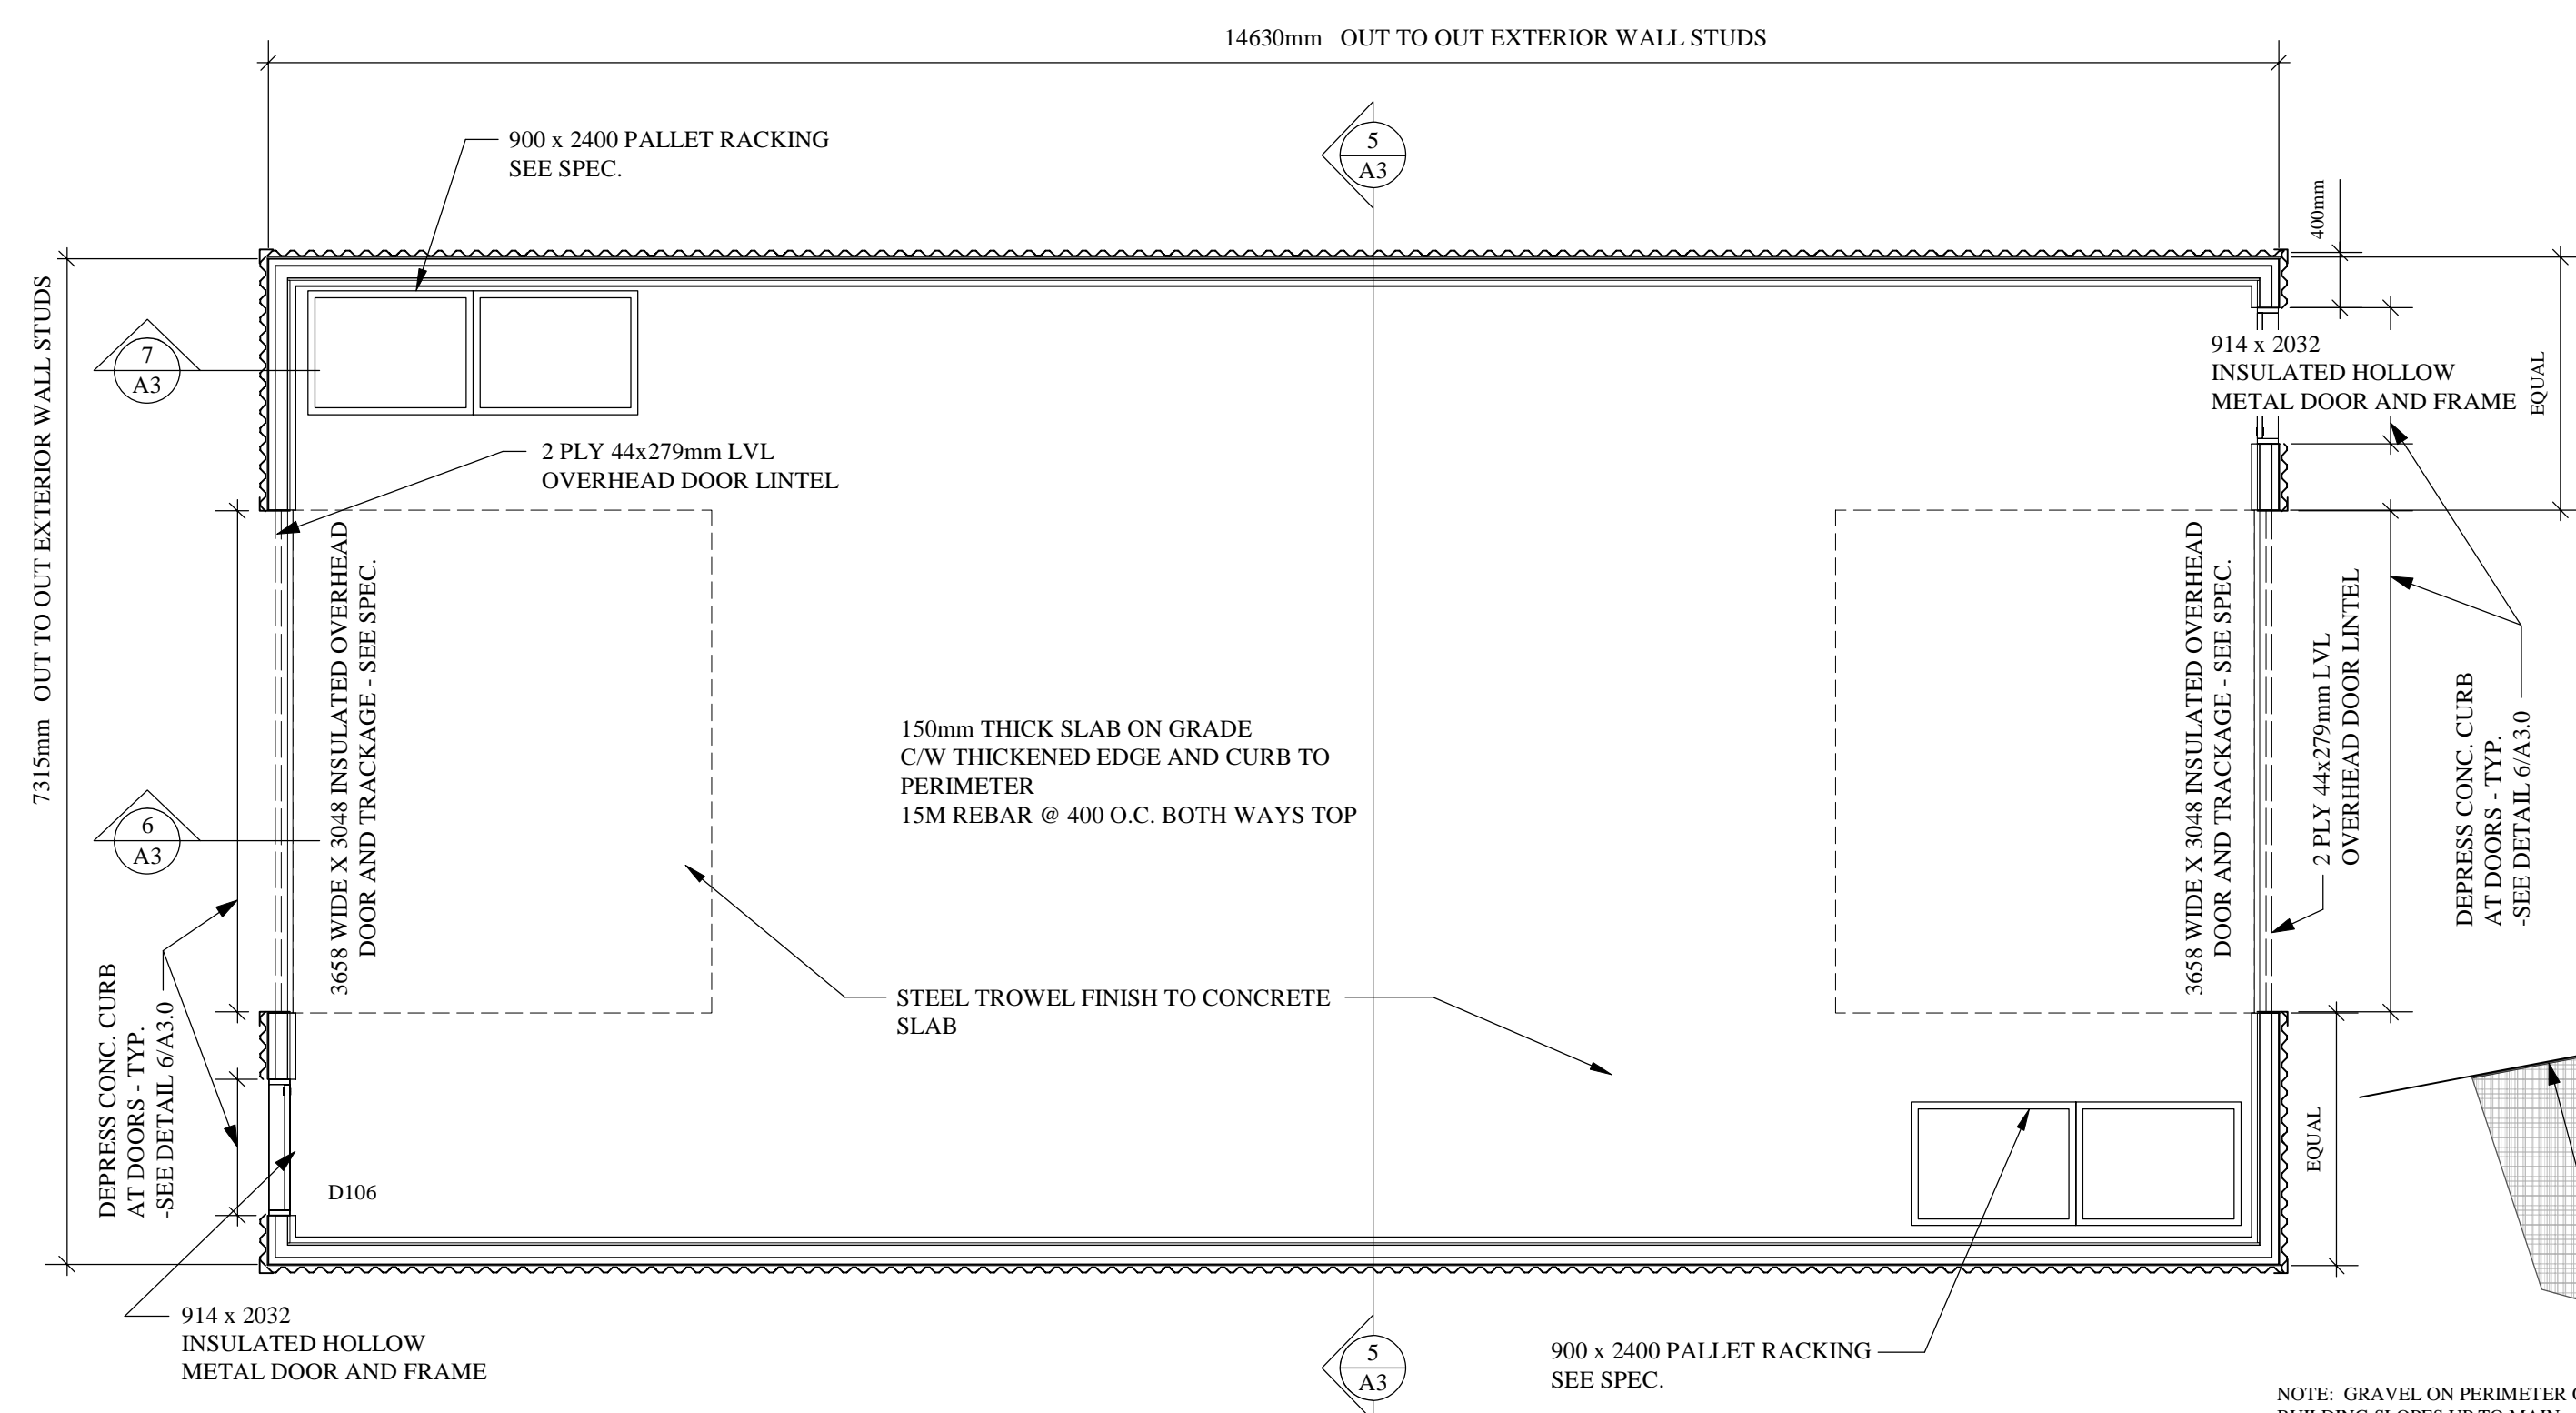 14630mm OUT TO OUT EXTERIOR WALL STUDS
900 x 2400 PALLET RACKING
SEE SPEC.
5
A3
400mm
7315mm OUT TO OUT EXTERIOR WALL STUDS
7
A3
914 x 2032
INSULATED HOLLOW
METAL DOOR AND FRAME
EQUAL
2 PLY 44x279mm LVL
OVERHEAD DOOR LINTEL
3658 WIDE X 3048 INSULATED OVERHEAD
DOOR AND TRACKAGE - SEE SPEC.
3658 WIDE X 3048 INSULATED OVERHEAD
DOOR AND TRACKAGE - SEE SPEC.
2 PLY 44x279mm LVL
OVERHEAD DOOR LINTEL
DEPRESS CONC. CURB
AT DOORS - TYP.
-SEE DETAIL 6/A3.0
150mm THICK SLAB ON GRADE
C/W THICKENED EDGE AND CURB TO
PERIMETER
15M REBAR @ 400 O.C. BOTH WAYS TOP
6
A3
DEPRESS CONC. CURB
AT DOORS - TYP.
-SEE DETAIL 6/A3.0
STEEL TROWEL FINISH TO CONCRETE
SLAB
EQUAL
D106
914 x 2032
INSULATED HOLLOW
METAL DOOR AND FRAME
5
A3
900 x 2400 PALLET RACKING
SEE SPEC.
NOTE: GRAVEL ON PERIMETER
BUILDING SLOPES UP TO MAIN